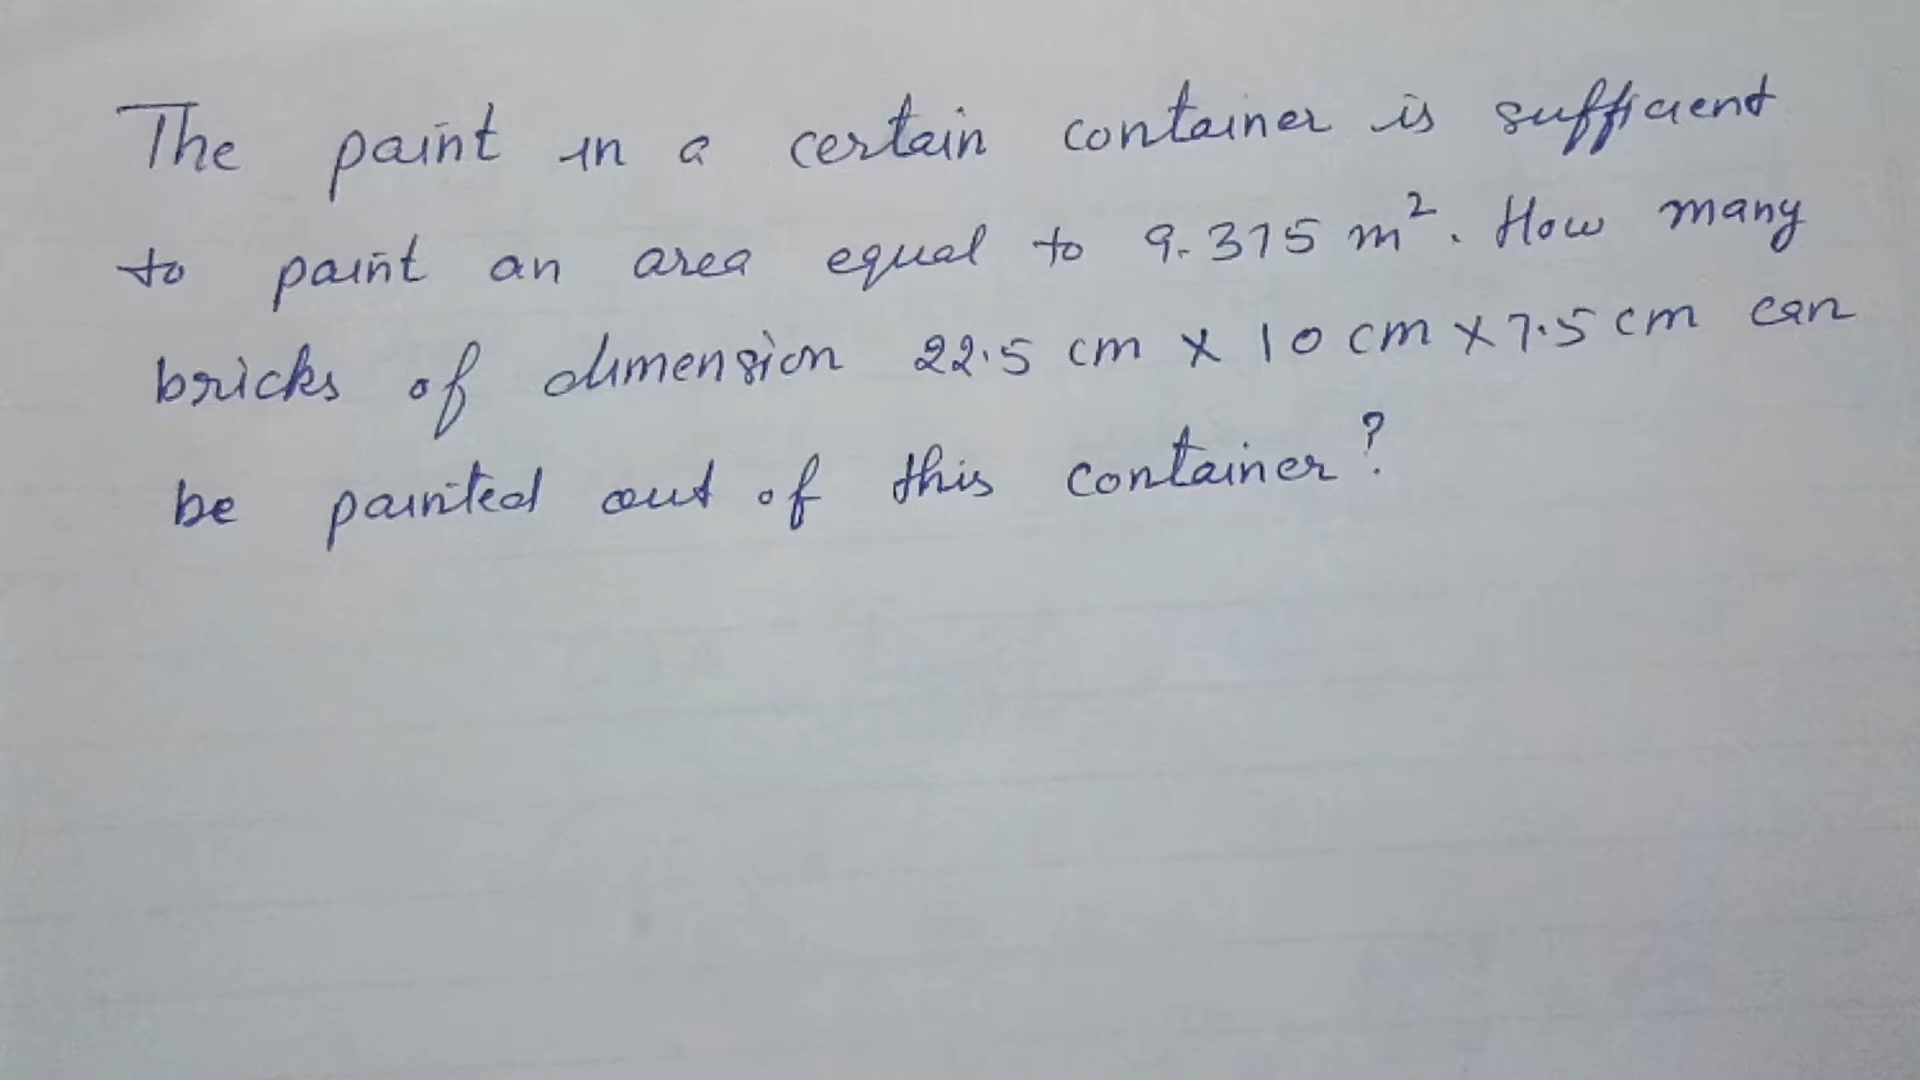 The paint in a certain container is sufficient
to paint an area equal to 9.375 m². How many
bricks of dimension 22.5 cm x 10 cm x 7.5 cm can
be painted out of this container?